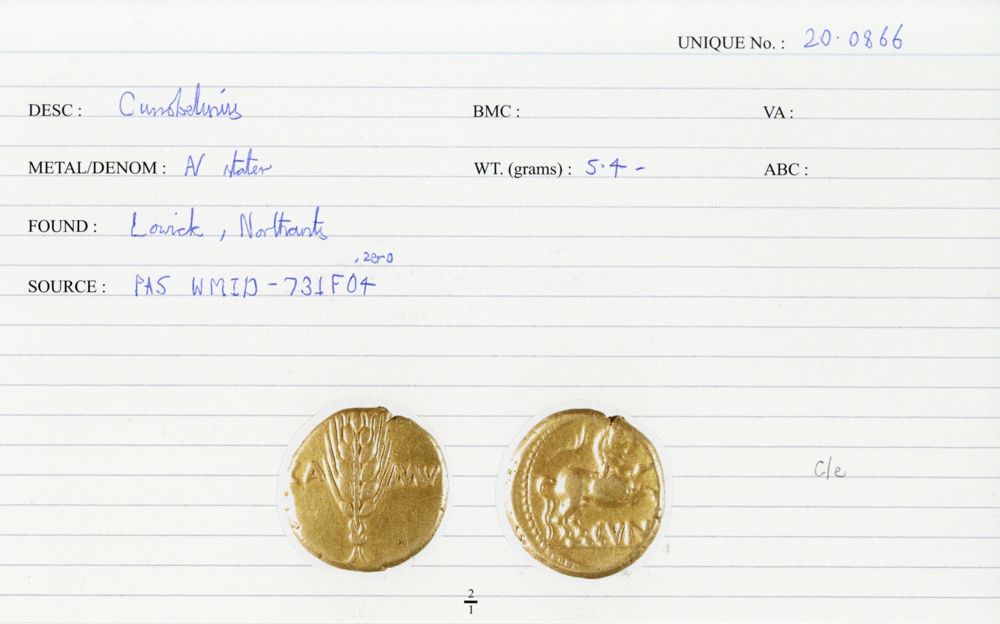 UNIQUE No. : 20.0866
DESC : Cunobelinus BMC : VA :
METAL/DENOM : AV stater WT. (grams) : 5.4 - ABC :
FOUND : Lowick, Northants
, zero
SOURCE : PAS WMID-731F04
CA MV
c/e
CVN
2
1